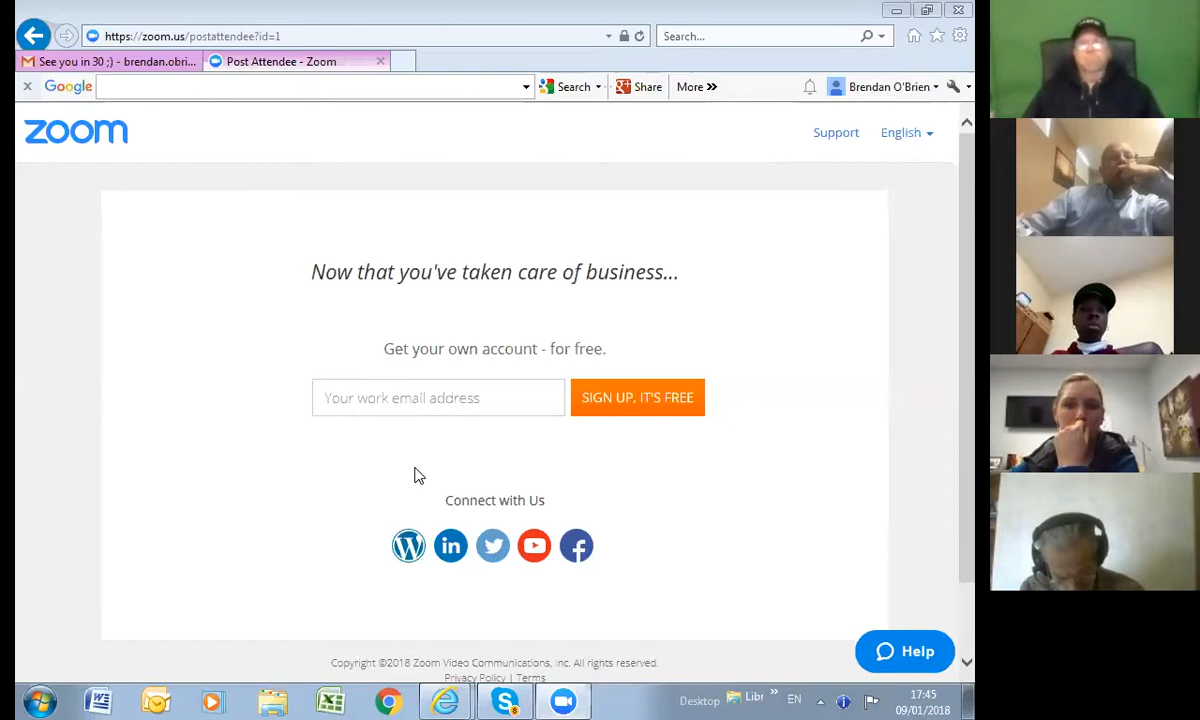 https://zoom.us/postattendee?id=1
Search...
See you in 30 ;) - brendan.obri...
Post Attendee - Zoom
Google
Search
Share
More »
Brendan O'Brien
zoom
Support
English
Now that you've taken care of business...
Get your own account - for free.
Your work email address
SIGN UP, IT'S FREE
Connect with Us
in
Help
Copyright ©2018 Zoom Video Communications, Inc. All rights reserved.
Privacy Policy | Terms
Desktop
Libr
»
EN
17:45
09/01/2018